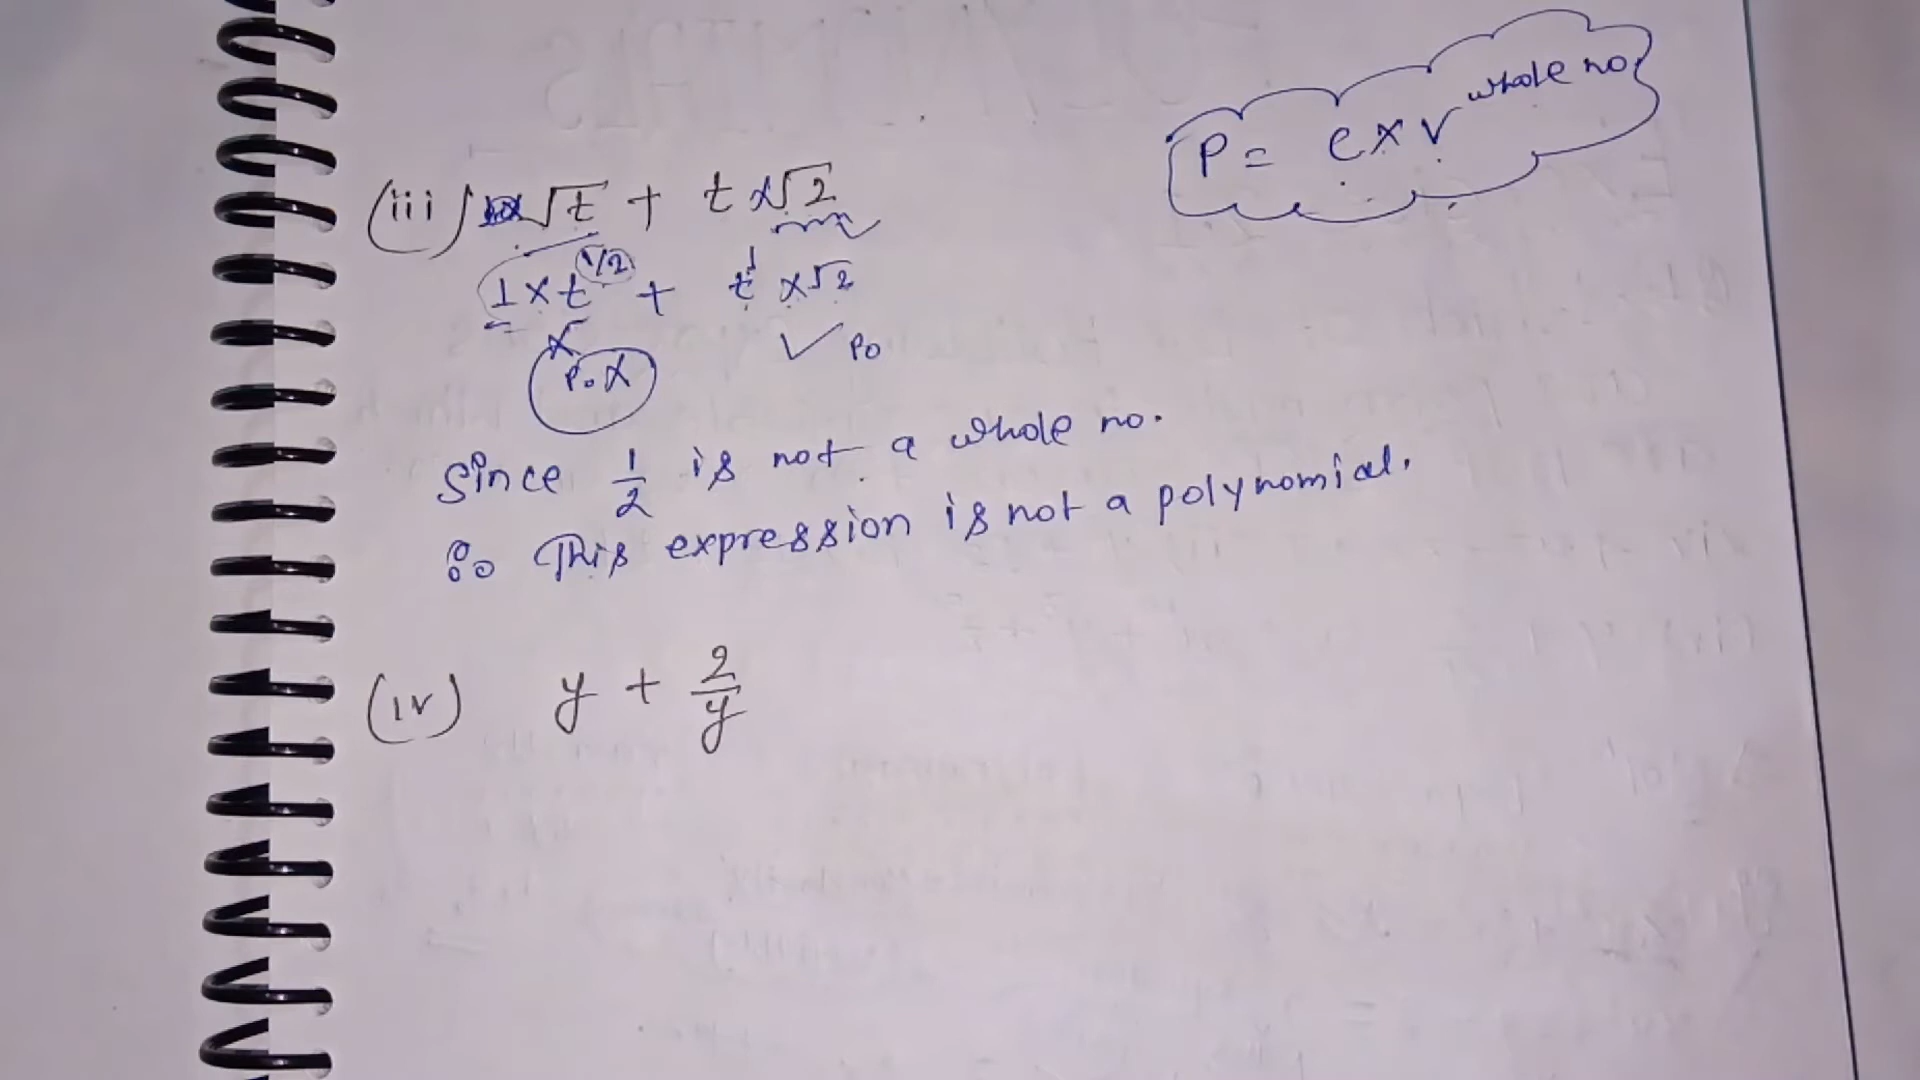 P = c x v^whole no
(iii) √t + t x √2
1 x t^1/2 + t^1 x √2
x ✓ Po
Po x
Since 1/2 is not a whole no.
∴ This expression is not a polynomial.
(iv) y + 2/y